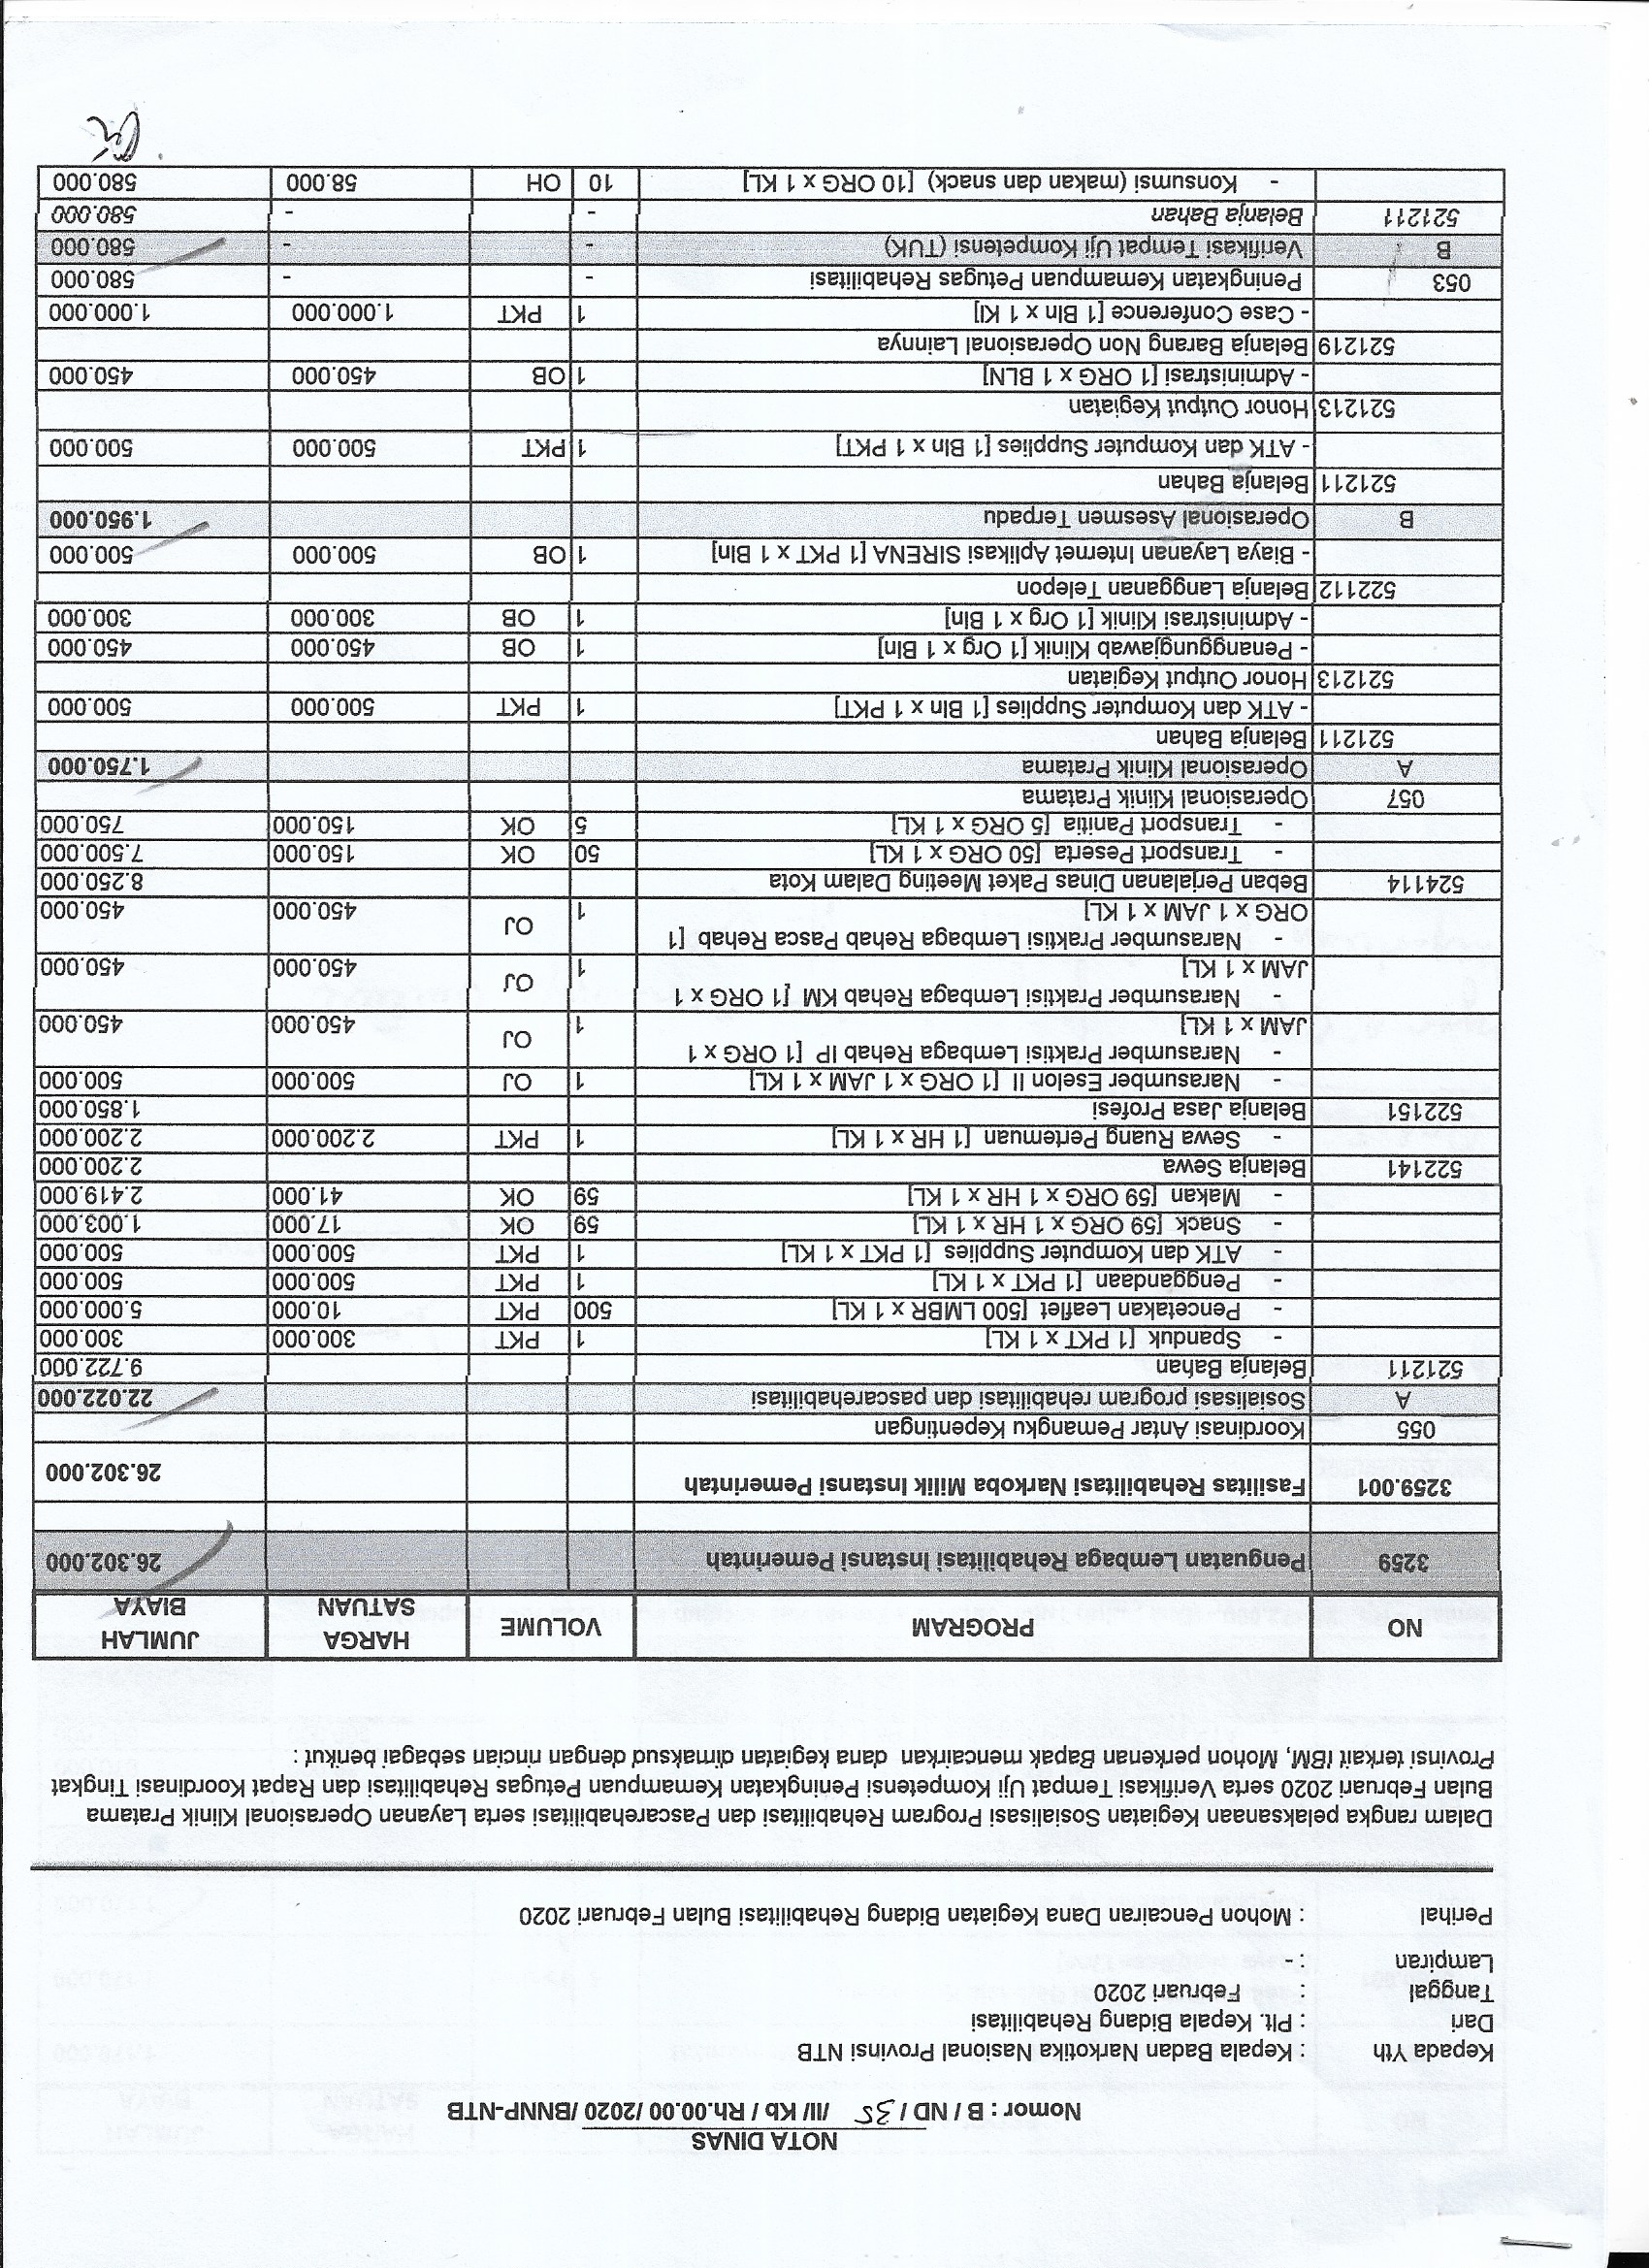 NOTA DINAS
Nomor : B / ND / 35 /II/ Kb / Rh.00.00 /2020 /BNNP-NTB
Kepada Yth : Kepala Badan Narkotika Nasional Provinsi NTB
Dari : Plt. Kepala Bidang Rehabilitasi
Tanggal : Februari 2020
Lampiran : -
Perihal : Mohon Pencairan Dana Kegiatan Bidang Rehabilitasi Bulan Februari 2020
Dalam rangka pelaksanaan Kegiatan Sosialisasi Program Rehabilitasi dan Pascarehabilitasi serta Layanan Operasional Klinik Pratama
Bulan Februari 2020 serta Verifikasi Tempat Uji Kompetensi Peningkatan Kemampuan Petugas Rehabilitasi dan Rapat Koordinasi Tingkat
Provinsi terkait IBM, Mohon perkenan Bapak mencairkan dana kegiatan dimaksud dengan rincian sebagai berikut :
NO PROGRAM VOLUME HARGA SATUAN JUMLAH BIAYA
3259 Penguatan Lembaga Rehabilitasi Instansi Pemerintah 26.302.000
3259.001 Fasilitas Rehabilitasi Narkoba Milik Instansi Pemerintah 26.302.000
055 Koordinasi Antar Pemangku Kepentingan
A Sosialisasi program rehabilitasi dan pascarehabilitasi 22.022.000
521211 Belanja Bahan 9.722.000
- Spanduk [1 PKT x 1 KL] 1 PKT 300.000 300.000
- Pencetakan Leaflet [500 LMBR x 1 KL] 500 PKT 10.000 5.000.000
- Penggandaan [1 PKT x 1 KL] 1 PKT 500.000 500.000
- ATK dan Komputer Supplies [1 PKT x 1 KL] 1 PKT 500.000 500.000
- Snack [59 ORG x 1 HR x 1 KL] 59 OK 17.000 1.003.000
- Makan [59 ORG x 1 HR x 1 KL] 59 OK 41.000 2.419.000
522141 Belanja Sewa 2.200.000
- Sewa Ruang Pertemuan [1 HR x 1 KL] 1 PKT 2.200.000 2.200.000
522151 Belanja Jasa Profesi 1.850.000
- Narasumber Eselon II [1 ORG x 1 JAM x 1 KL] 1 OJ 500.000 500.000
- Narasumber Praktisi Lembaga Rehab IP [1 ORG x 1
JAM x 1 KL] 1 OJ 450.000 450.000
- Narasumber Praktisi Lembaga Rehab KM [1 ORG x 1
JAM x 1 KL] 1 OJ 450.000 450.000
- Narasumber Praktisi Lembaga Rehab Pasca Rehab [1
ORG x 1 JAM x 1 KL] 1 OJ 450.000 450.000
524114 Beban Perjalanan Dinas Paket Meeting Dalam Kota 8.250.000
- Transport Peserta [50 ORG x 1 KL] 50 OK 150.000 7.500.000
- Transport Panitia [5 ORG x 1 KL] 5 OK 150.000 750.000
057 Operasional Klinik Pratama
A Operasional Klinik Pratama 1.750.000
521211 Belanja Bahan
- ATK dan Komputer Supplies [1 Bln x 1 PKT] 1 PKT 500.000 500.000
521213 Honor Output Kegiatan
- Penanggungjawab Klinik [1 Org x 1 Bln] 1 OB 450.000 450.000
- Administrasi Klinik [1 Org x 1 Bln] 1 OB 300.000 300.000
522112 Belanja Langganan Telepon
- Biaya Layanan Internet Aplikasi SIRENA [1 PKT x 1 Bln] 1 OB 500.000 500.000
B Operasional Asesmen Terpadu 1.950.000
521211 Belanja Bahan
- ATK dan Komputer Supplies [1 Bln x 1 PKT] 1 PKT 500.000 500.000
521213 Honor Output Kegiatan
- Administrasi [1 ORG x 1 BLN] 1 OB 450.000 450.000
521219 Belanja Barang Non Operasional Lainnya
- Case Conference [1 Bln x 1 Kl] 1 PKT 1.000.000 1.000.000
053 Peningkatan Kemampuan Petugas Rehabilitasi - - 580.000
B Verifikasi Tempat Uji Kompetensi (TUK) - - 580.000
521211 Belanja Bahan - - 580.000
- Konsumsi (makan dan snack) [10 ORG x 1 KL] 10 OH 58.000 580.000